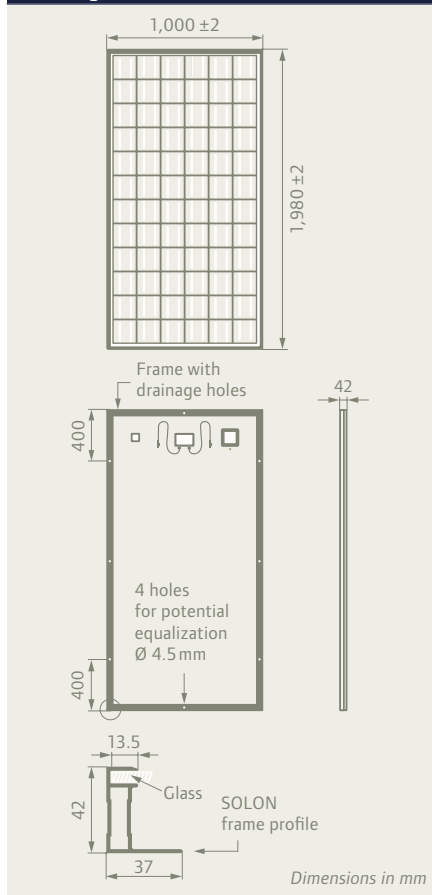 1,000 ±2
1,980 ±2
Frame with
drainage holes
42
400
4 holes
for potential
equalization
Ø 4.5 mm
400
13.5
Glass
42
SOLON
frame profile
37
Dimensions in mm